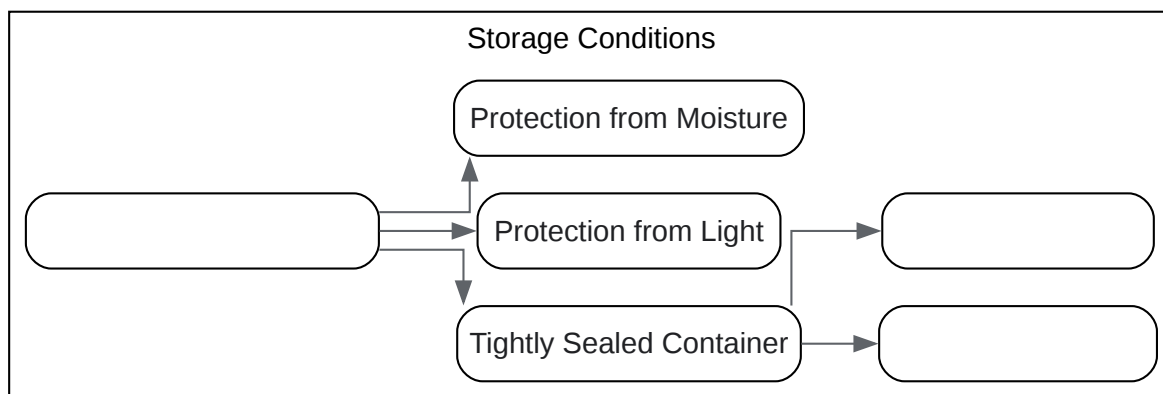 Storage Conditions
Protection from Moisture
Protection from Light
Tightly Sealed Container